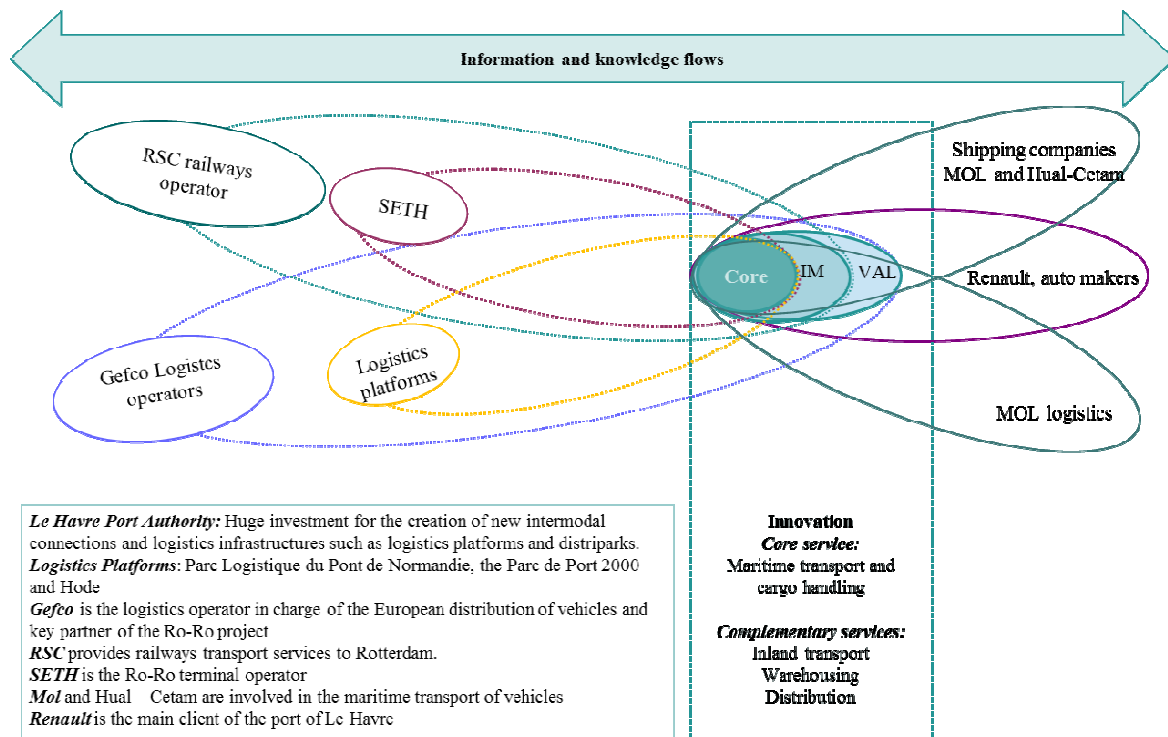 Information and knowledge flows
RSC railways
operator
SETH
Shipping companies
MOL and Hual-Cetam
Core
IM
VAL
Renault, auto makers
Gefco Logistcs
operators
Logistics
platforms
MOL logistics
Le Havre Port Authority: Huge investment for the creation of new intermodal
connections and logistics infrastructures such as logistics platforms and distriparks.
Logistics Platforms: Parc Logistique du Pont de Normandie, the Parc de Port 2000
and Hode
Gefco is the logistics operator in charge of the European distribution of vehicles and
key partner of the Ro-Ro project
RSC provides railways transport services to Rotterdam.
SETH is the Ro-Ro terminal operator
Mol and Hual Cetam are involved in the maritime transport of vehicles
Renault is the main client of the port of Le Havre
Innovation
Core service:
Maritime transport and
cargo handling
Complementary services:
Inland transport
Warehousing
Distribution